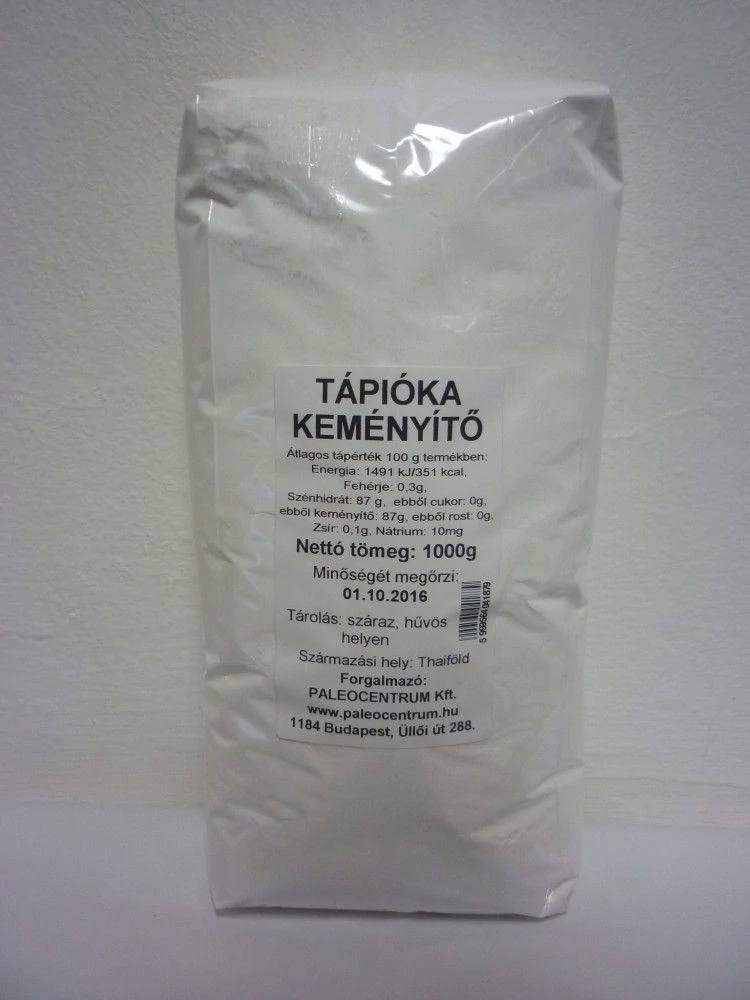 TÁPIÓKA
KEMÉNYÍTŐ
Átlagos tápérték 100 g termékben:
Energia: 1491 kJ/351 kcal,
Fehérje: 0,3g,
Szénhidrát: 87 g, ebből cukor: 0g,
ebből keményítő: 87g, ebből rost: 0g,
Zsír: 0,1g, Nátrium: 10mg
Nettó tömeg: 1000g
Minőségét megőrzi:
01.10.2016
Tárolás: száraz, hűvös
helyen
Származási hely: Thaiföld
Forgalmazó:
PALEOCENTRUM Kft.
www.paleocentrum.hu
1184 Budapest, Üllői út 288.